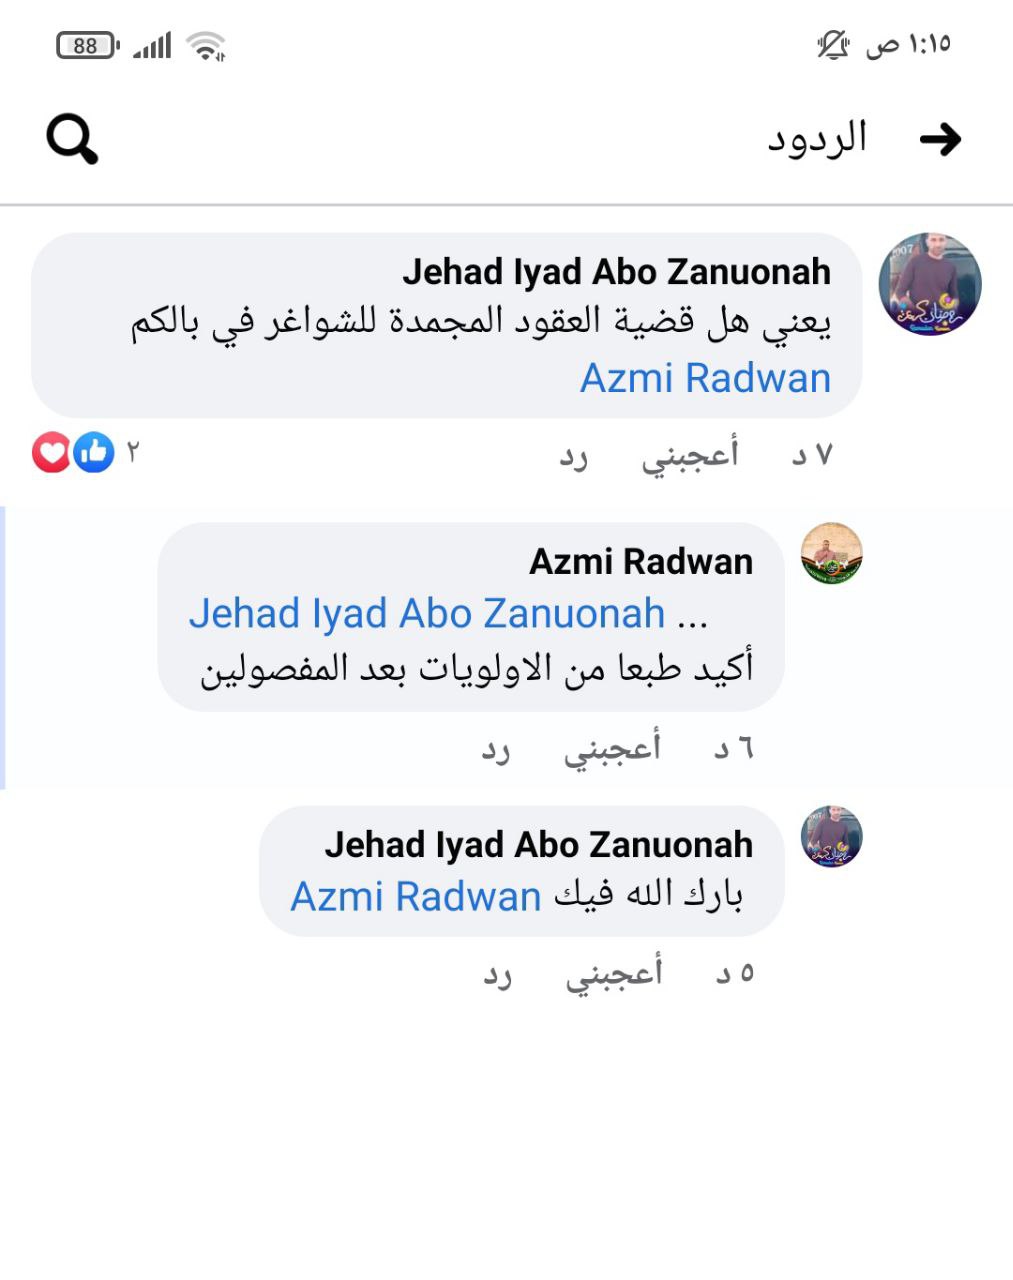 ١:١٥ ص
88
الردود
Jehad Iyad Abo Zanuonah
يعني هل قضية العقود المجمدة للشواغر في بالكم
Azmi Radwan
٧ د أعجبني رد
٢
Azmi Radwan
Jehad Iyad Abo Zanuonah ...
أكيد طبعا من الاولويات بعد المفصولين
٦ د أعجبني رد
Jehad Iyad Abo Zanuonah
بارك الله فيك Azmi Radwan
٥ د أعجبني رد